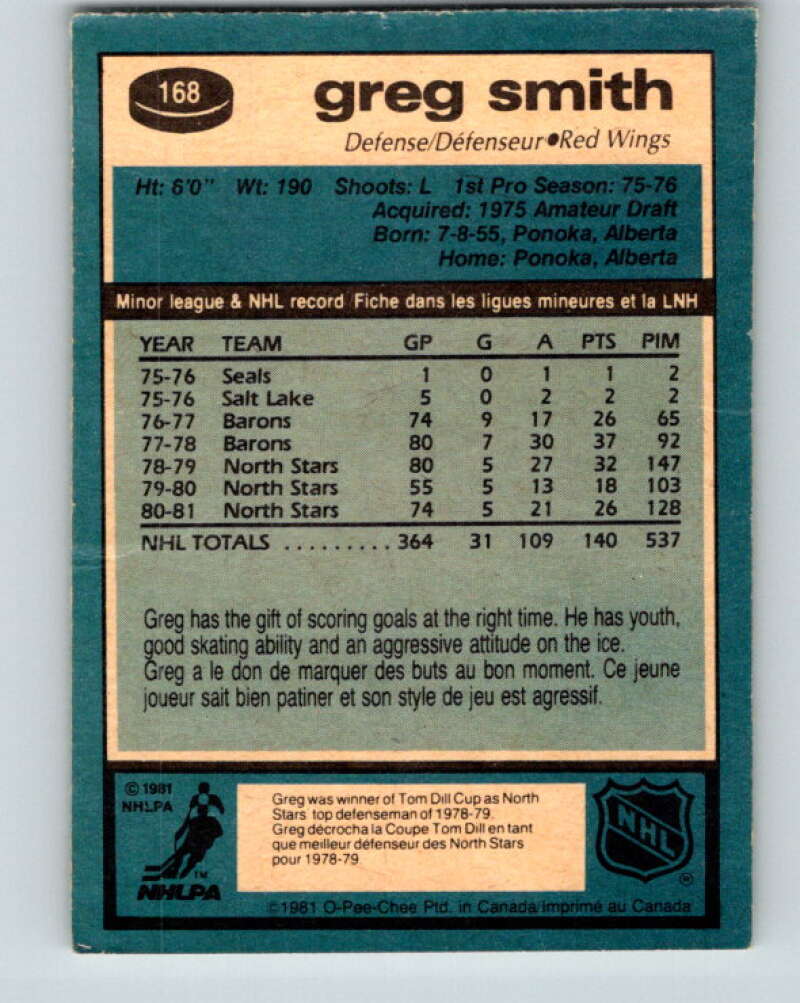 168
greg smith
Defense/Défenseur•Red Wings
Ht: 6'0" Wt: 190 Shoots: L 1st Pro Season: 75-76
Acquired: 1975 Amateur Draft
Born: 7-8-55, Ponoka, Alberta
Home: Ponoka, Alberta
Minor league & NHL record/Fiche dans les ligues mineures et la LNH
YEAR TEAM GP G A PTS PIM
75-76 Seals 1 0 1 1 2
75-76 Salt Lake 5 0 2 2 2
76-77 Barons 74 9 17 26 65
77-78 Barons 80 7 30 37 92
78-79 North Stars 80 5 27 32 147
79-80 North Stars 55 5 13 18 103
80-81 North Stars 74 5 21 26 128
NHL TOTALS .......... 364 31 109 140 537
Greg has the gift of scoring goals at the right time. He has youth,
good skating ability and an aggressive attitude on the ice.
Greg a le don de marquer des buts au bon moment. Ce jeune
joueur sait bien patiner et son style de jeu est agressif.
© 1981
NHLPA
TM
NHLPA
Greg was winner of Tom Dill Cup as North
Stars top defenseman of 1978-79.
Greg décrocha la Coupe Tom Dill en tant
que meilleur défenseur des North Stars
pour 1978-79.
NHL
®
©1981 O-Pee-Chee Ptd. in Canada/imprimé au Canada